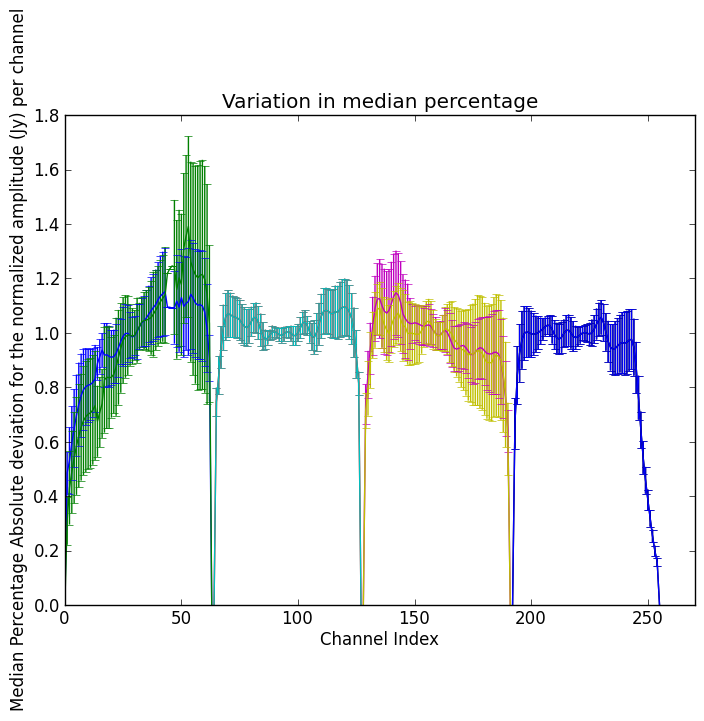 Variation in median percentage
Median Percentage Absolute deviation for the normalized amplitude (Jy) per channel
1.8
1.6
1.4
1.2
1.0
0.8
0.6
0.4
0.2
0.0
0 50 100 150 200 250
Channel Index